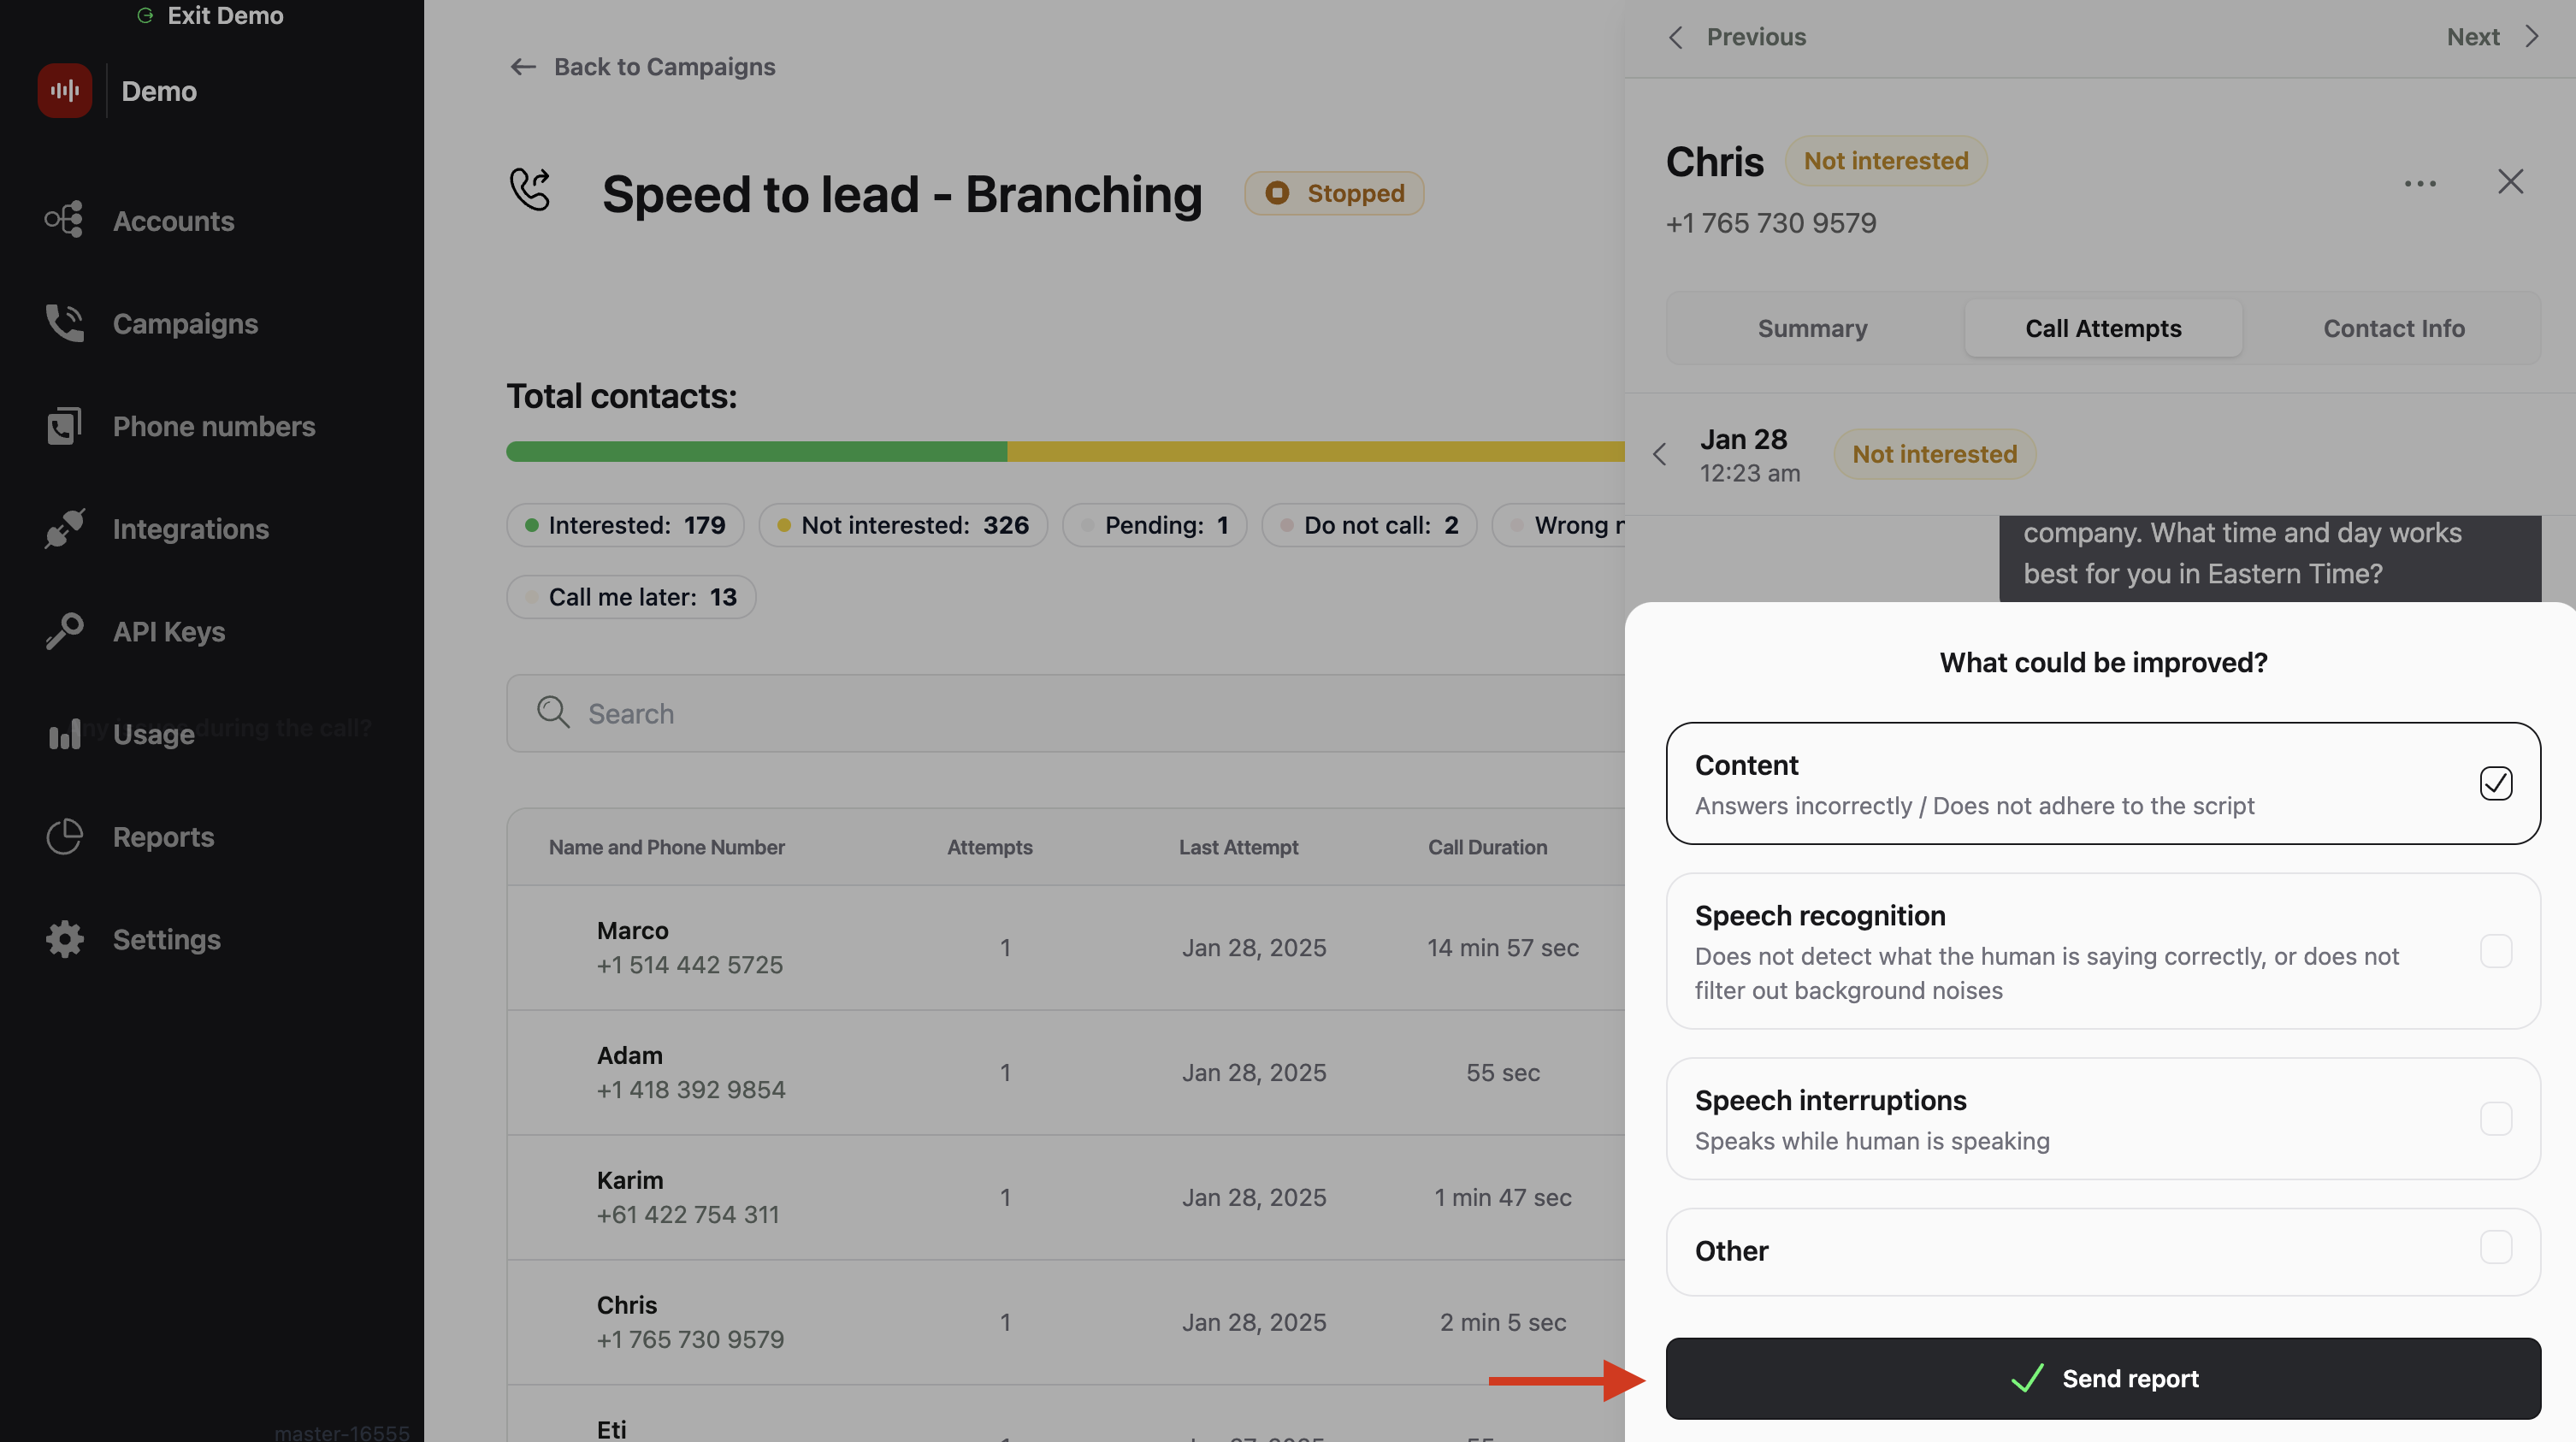 Exit Demo
Demo
Accounts
Campaigns
Phone numbers
Integrations
API Keys
Usage
during the call?
Reports
Settings
master-16555
Back to Campaigns
Speed to lead - Branching
Stopped
Total contacts:
Interested: 179
Not interested: 326
Pending: 1
Do not call: 2
Wrong
Call me later: 13
Search
Name and Phone Number Attempts Last Attempt Call Duration
Marco
+1 514 442 5725
1 Jan 28, 2025 14 min 57 sec
Adam
+1 418 392 9854
1 Jan 28, 2025 55 sec
Karim
+61 422 754 311
1 Jan 28, 2025 1 min 47 sec
Chris
+1 765 730 9579
1 Jan 28, 2025 2 min 5 sec
Eti
Previous
Next
Chris
Not interested
+1 765 730 9579
Summary
Call Attempts
Contact Info
Jan 28
12:23 am
Not interested
company. What time and day works
best for you in Eastern Time?
What could be improved?
Content
Answers incorrectly / Does not adhere to the script
Speech recognition
Does not detect what the human is saying correctly, or does not
filter out background noises
Speech interruptions
Speaks while human is speaking
Other
Send report